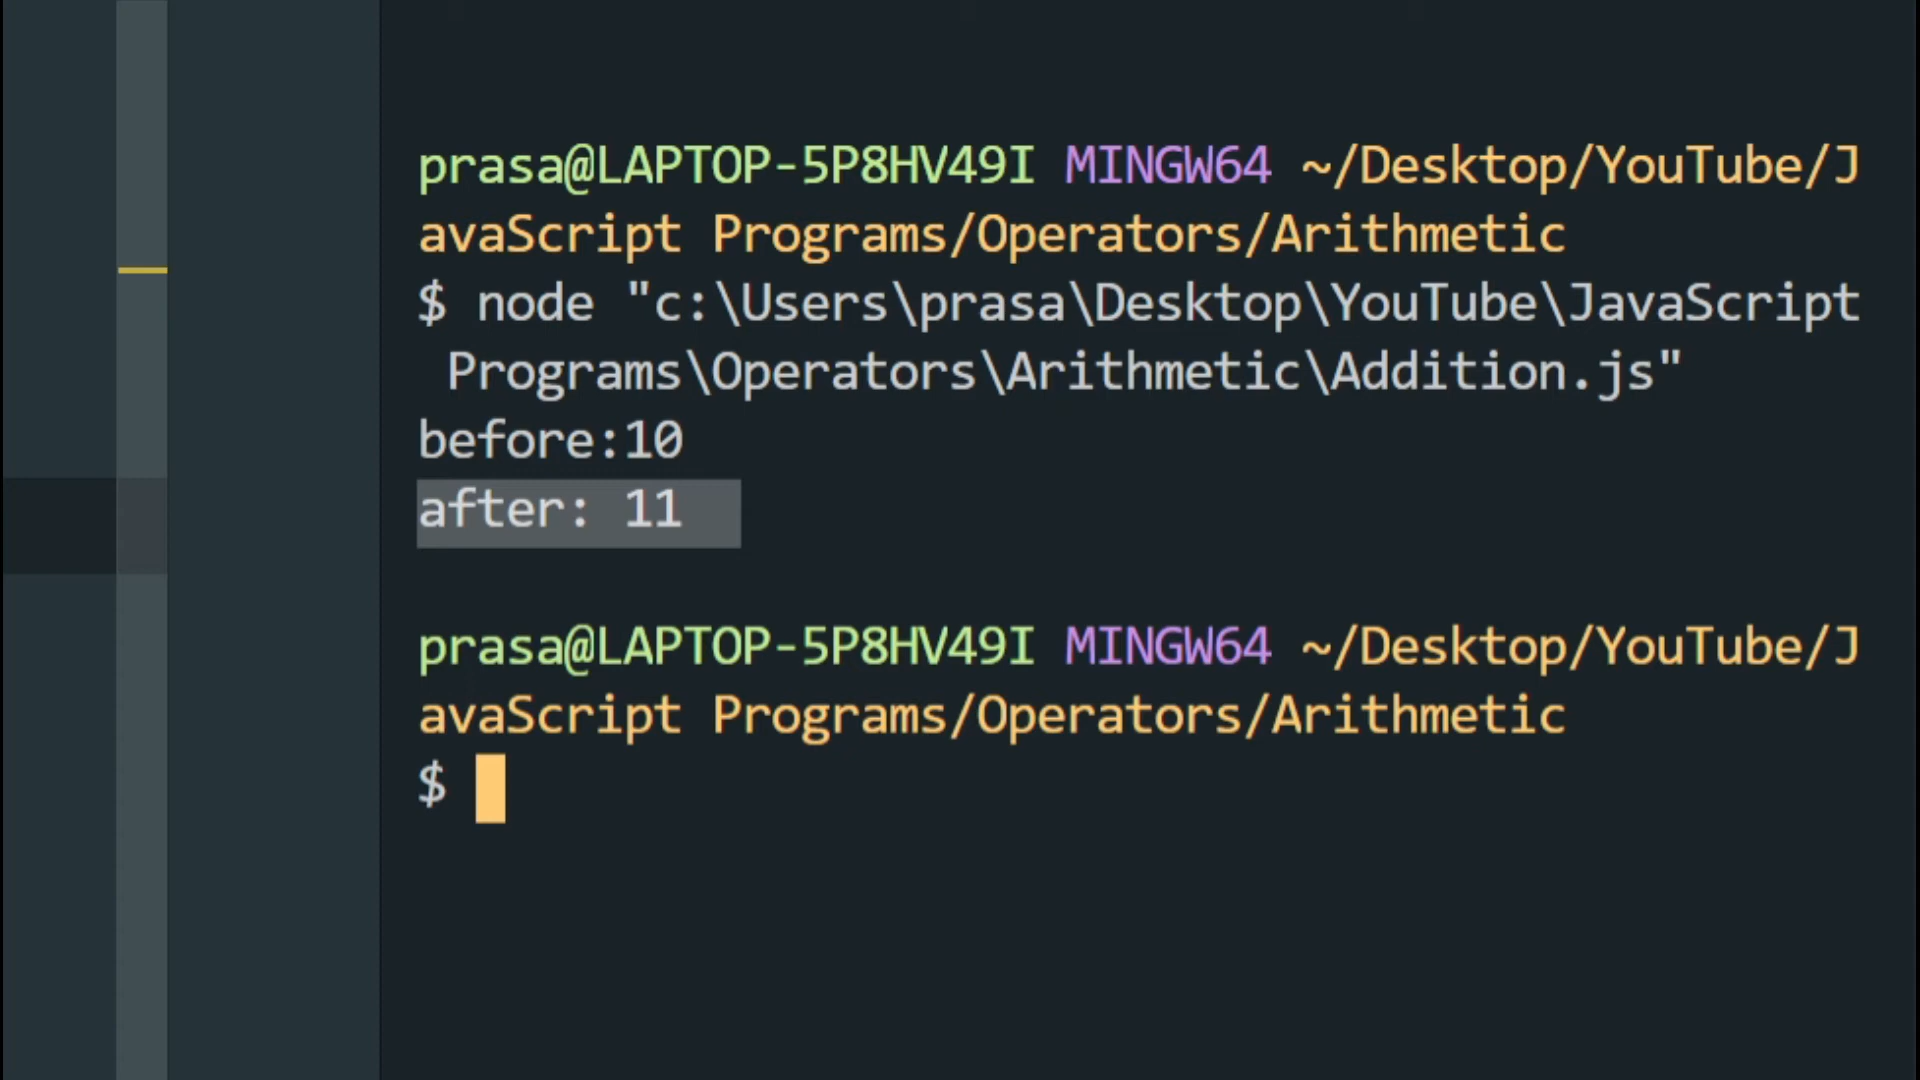 prasa@LAPTOP-5P8HV49I MINGW64 ~/Desktop/YouTube/J
avaScript Programs/Operators/Arithmetic
$ node "c:\Users\prasa\Desktop\YouTube\JavaScript
 Programs\Operators\Arithmetic\Addition.js"
before:10
after: 11
prasa@LAPTOP-5P8HV49I MINGW64 ~/Desktop/YouTube/J
avaScript Programs/Operators/Arithmetic
$